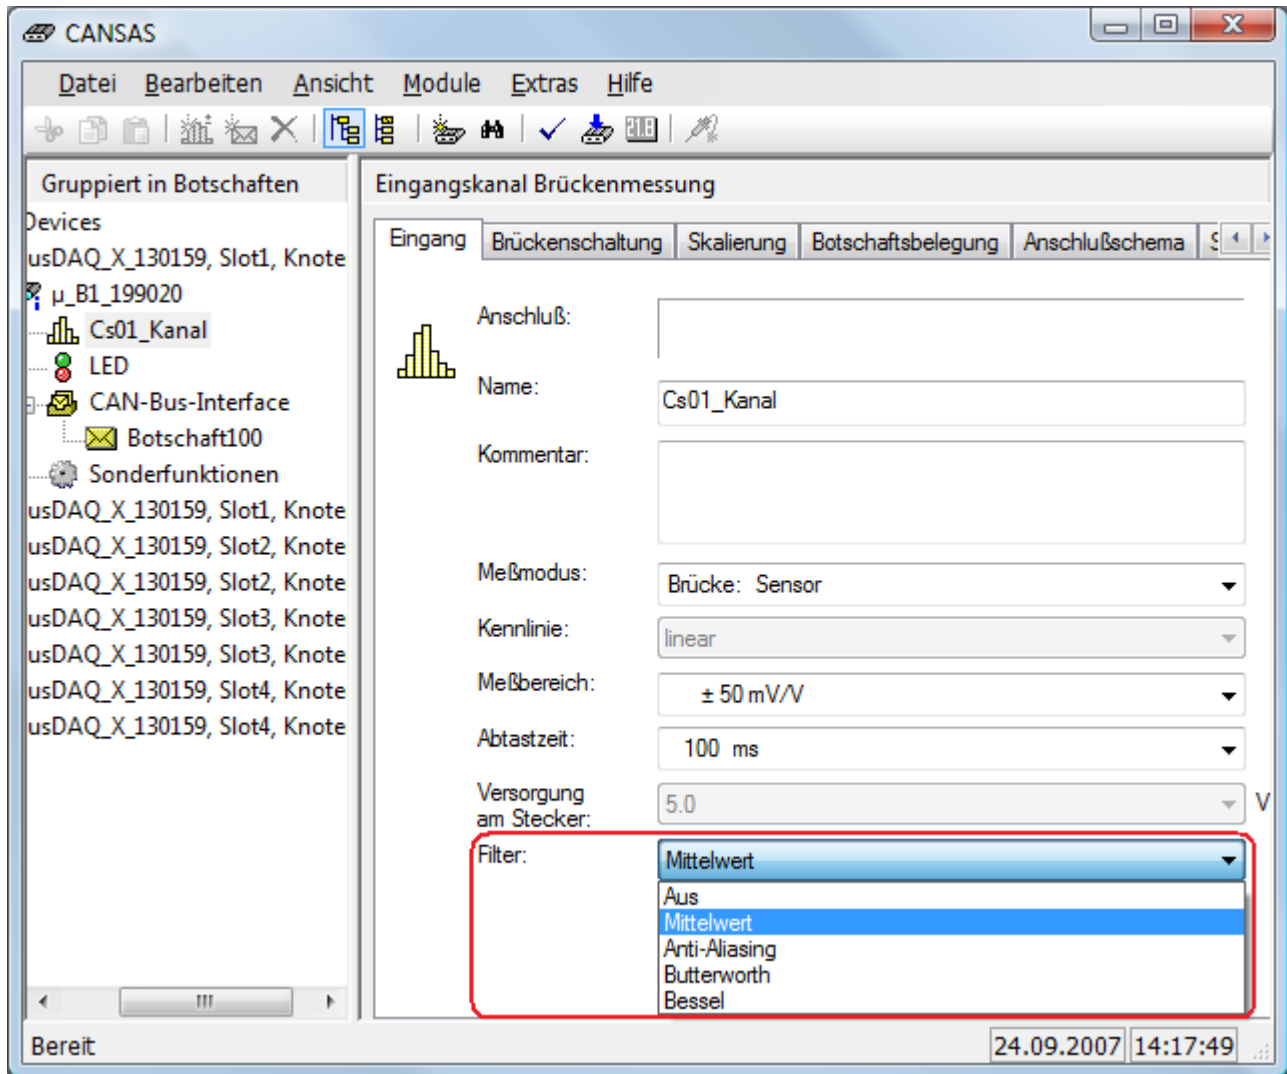 CANSAS
Datei Bearbeiten Ansicht Module Extras Hilfe
21.8
Gruppiert in Botschaften
Devices
usDAQ_X_130159, Slot1, Knote
µ_B1_199020
Cs01_Kanal
LED
CAN-Bus-Interface
Botschaft100
Sonderfunktionen
usDAQ_X_130159, Slot1, Knote
usDAQ_X_130159, Slot2, Knote
usDAQ_X_130159, Slot2, Knote
usDAQ_X_130159, Slot3, Knote
usDAQ_X_130159, Slot3, Knote
usDAQ_X_130159, Slot4, Knote
usDAQ_X_130159, Slot4, Knote
Eingangskanal Brückenmessung
Eingang Brückenschaltung Skalierung Botschaftsbelegung Anschlußschema S
Anschluß:
Name: Cs01_Kanal
Kommentar:
Meßmodus: Brücke: Sensor
Kennlinie: linear
Meßbereich: ± 50 mV/V
Abtastzeit: 100 ms
Versorgung
am Stecker: 5.0 V
Filter: Mittelwert
Aus
Mittelwert
Anti-Aliasing
Butterworth
Bessel
Bereit 24.09.2007 14:17:49